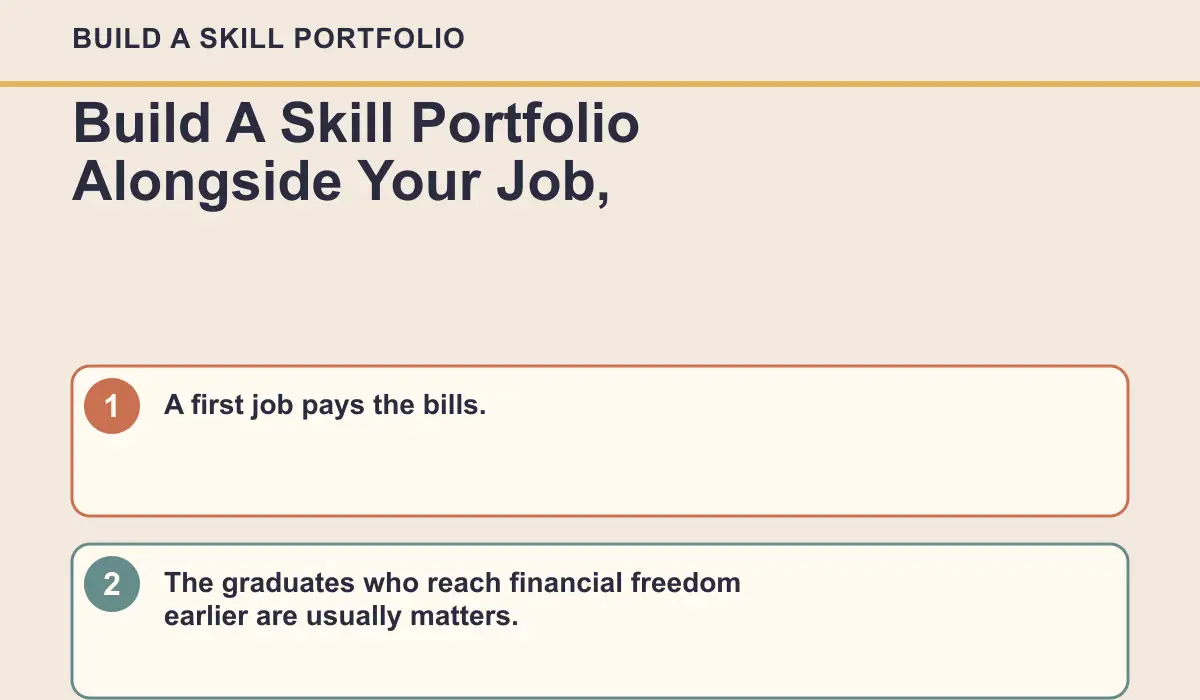 BUILD A SKILL PORTFOLIO
Build A Skill Portfolio
Alongside Your Job,
1
A first job pays the bills.
2
The graduates who reach financial freedom
earlier are usually matters.